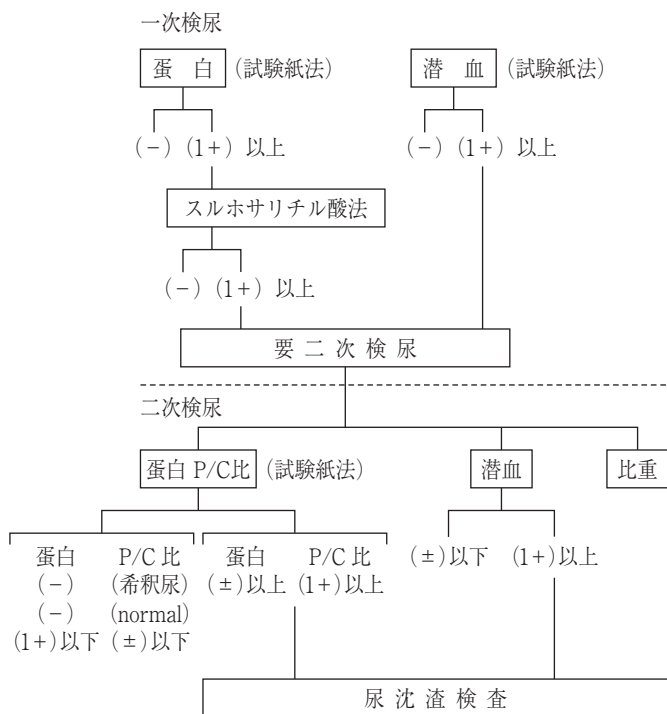 一次検尿
蛋 白 (試験紙法) 潜 血 (試験紙法)
(−) (1+) 以上 (−) (1+) 以上
スルホサリチル酸法
(−) (1+) 以上
要 二 次 検 尿
二次検尿
蛋白 P/C比 (試験紙法) 潜血 比重
蛋白 P/C 比 蛋白 P/C 比 (±)以下 (1+)以上
(−) (希釈尿) (±)以上 (1+)以上
(−) (normal)
(1+)以下 (±)以下
尿 沈 渣 検 査